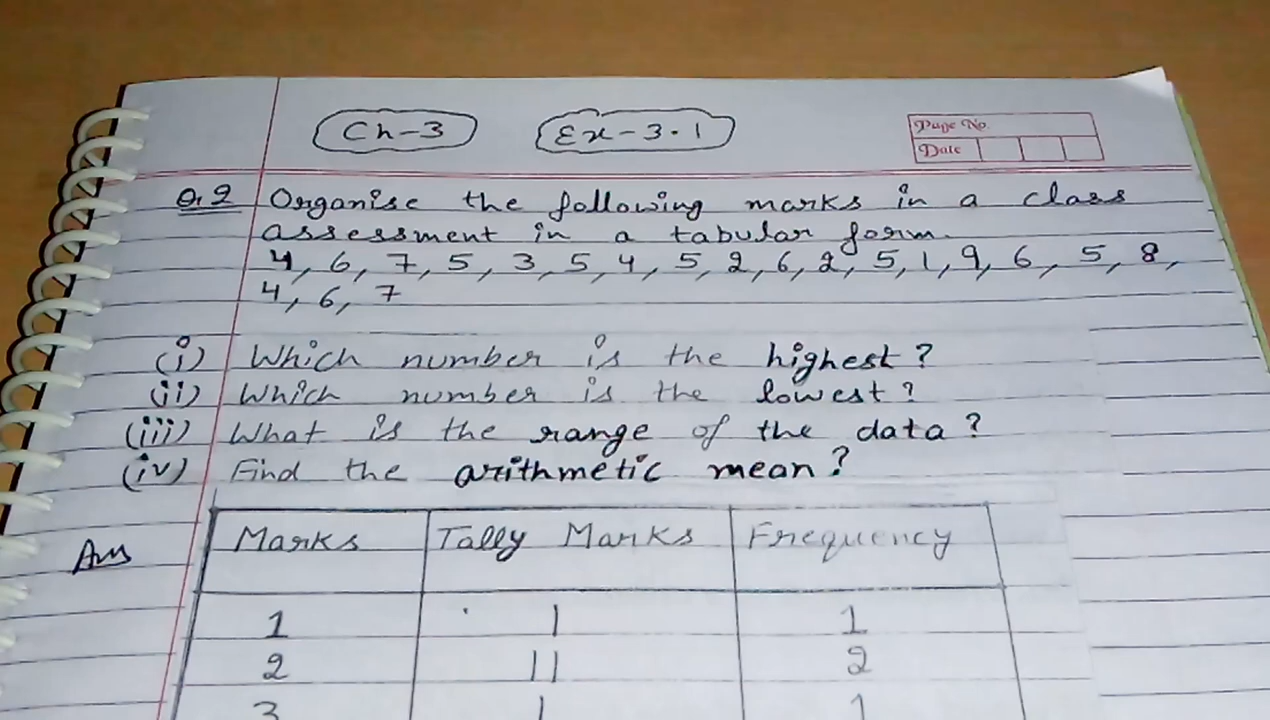 Ch-3 Ex-3.1
Page No.
Date
Q.2 Organise the following marks in a class
assessment in a tabular form.
4, 6, 7, 5, 3, 5, 4, 5, 2, 6, 2, 5, 1, 9, 6, 5, 8,
4, 6, 7
(i) Which number is the highest?
(ii) Which number is the lowest?
(iii) What is the range of the data?
(iv) Find the arithmetic mean?
Ans
Marks Tally Marks Frequency
1 | 1
2 || 2
3 | 1